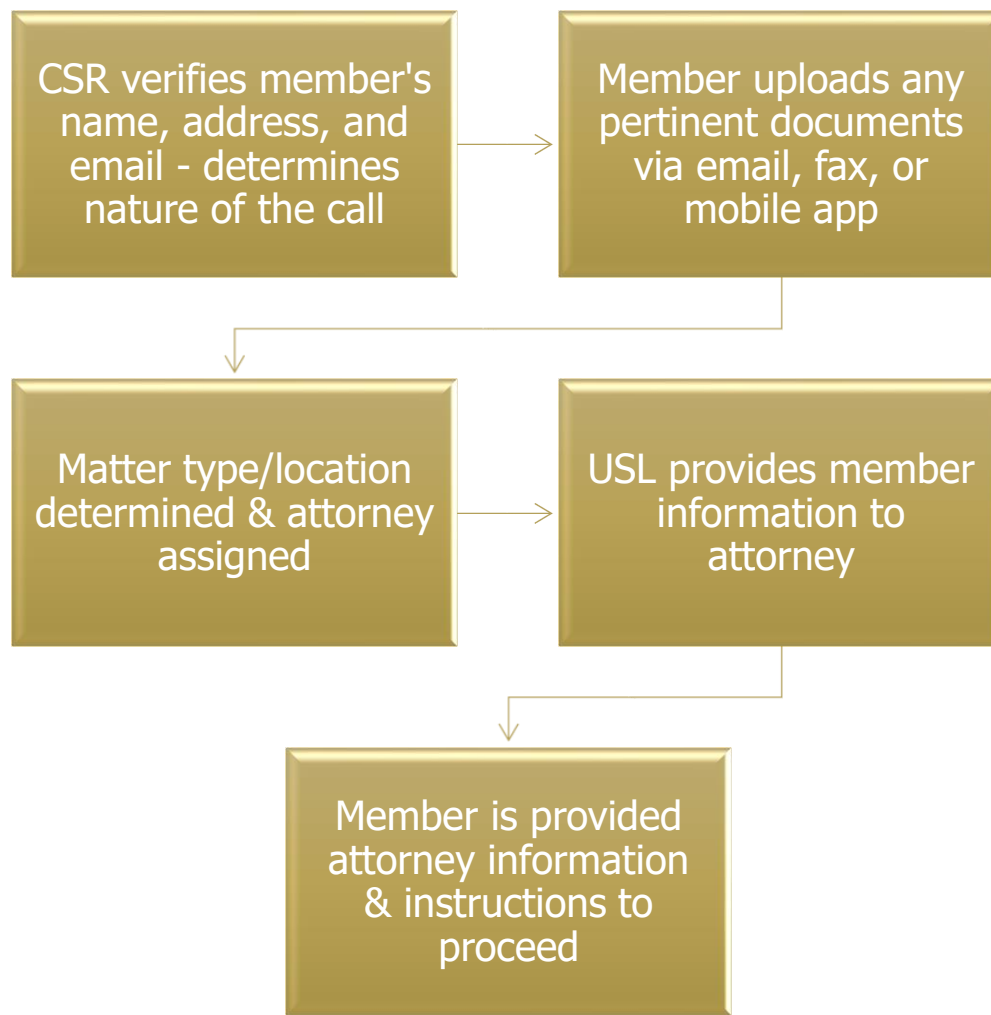 CSR verifies member's
name, address, and
email - determines
nature of the call
Member uploads any
pertinent documents
via email, fax, or
mobile app
Matter type/location
determined & attorney
assigned
USL provides member
information to
attorney
Member is provided
attorney information
& instructions to
proceed